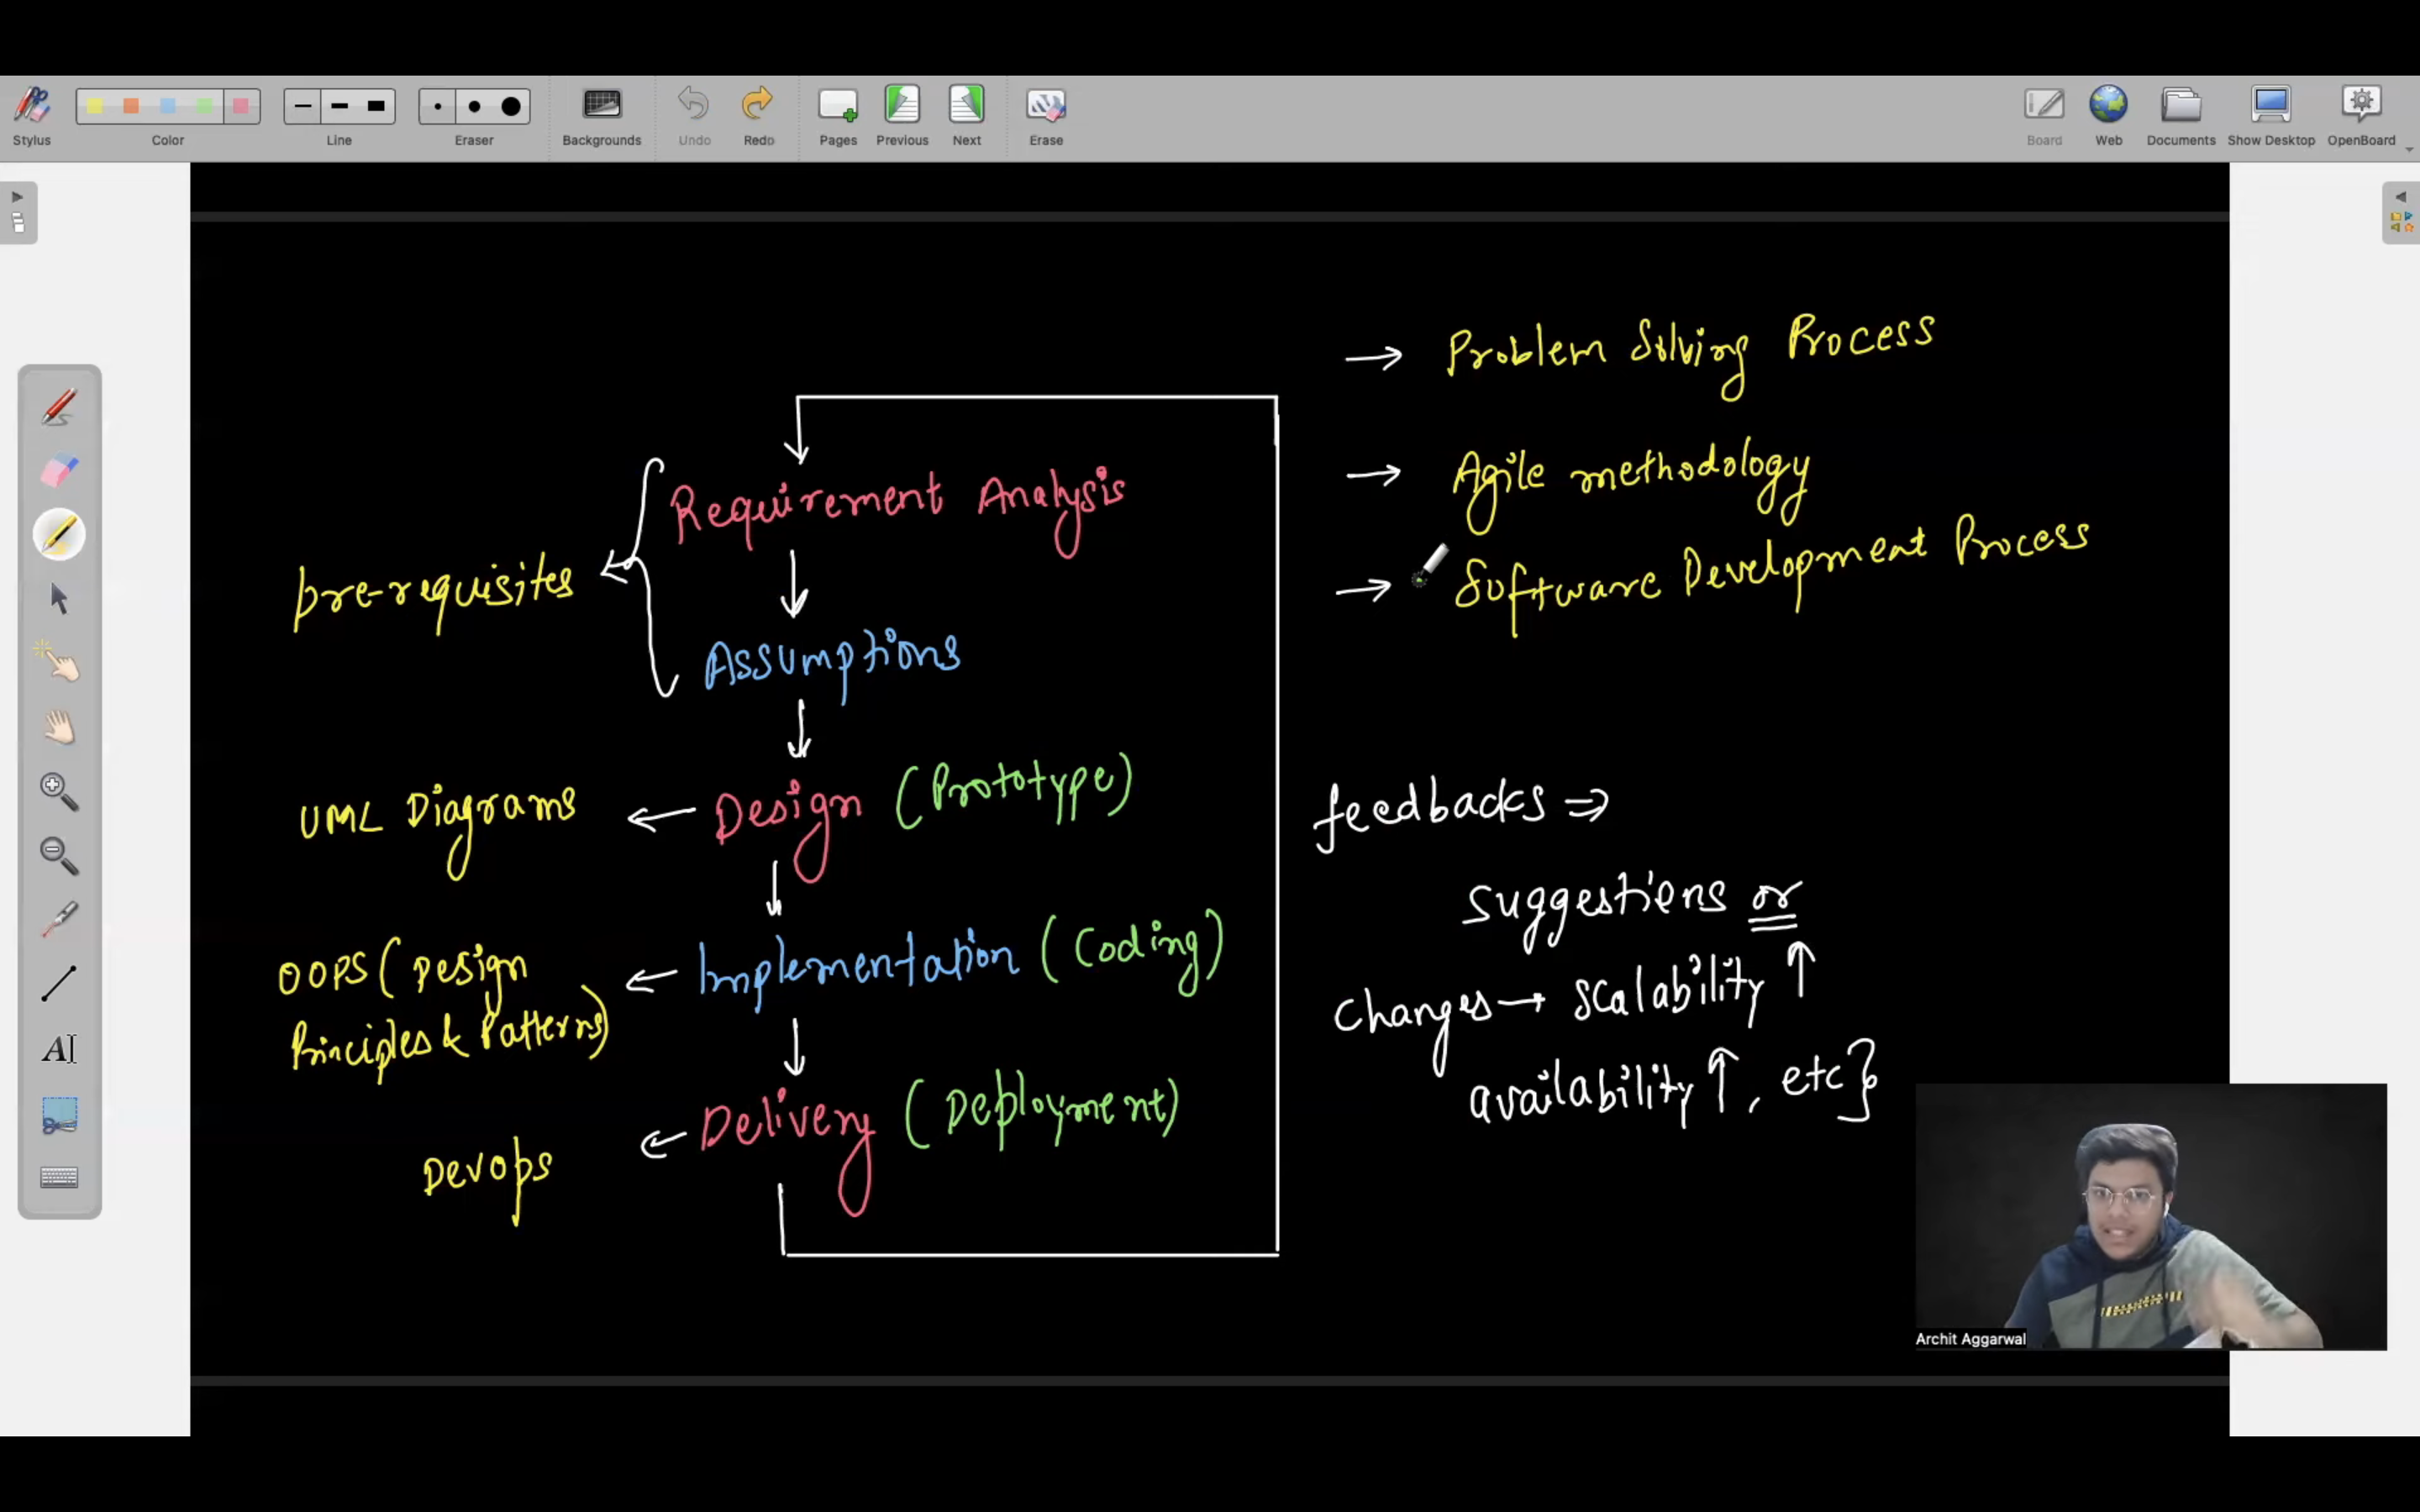 Stylus
Color
Line
Eraser
Backgrounds
Undo
Redo
Pages
Previous
Next
Erase
Board
Web
Documents
Show Desktop
OpenBoard
→ Problem Solving Process
→ Agile methodology
→ Software Development Process
Requirement Analysis
pre-requisites ←
Assumptions
UML Diagrams ← Design (Prototype)
OOPS (Design
Principles & Patterns) ← Implementation (Coding)
Devops ← Delivery (Deployment)
feedbacks ⇒
suggestions or
changes → scalability ↑
availability ↑, etc }
Archit Aggarwal
AI